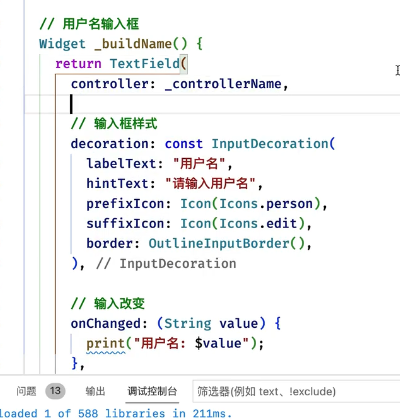 // 用户名输入框
Widget _buildName() {
return TextField(
controller: _controllerName,
// 输入框样式
decoration: const InputDecoration(
labelText: "用户名",
hintText: "请输入用户名",
prefixIcon: Icon(Icons.person),
suffixIcon: Icon(Icons.edit),
border: OutlineInputBorder(),
), // InputDecoration
// 输入改变
onChanged: (String value) {
print("用户名: $value");
},
问题 13 输出 调试控制台 筛选器(例如 text、!exclude)
loaded 1 of 588 libraries in 211ms.